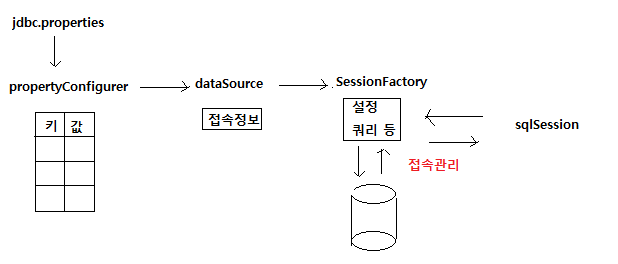 jdbc.properties
propertyConfigurer
dataSource
SessionFactory
키 값
접속정보
설정
쿼리 등
sqlSession
접속관리